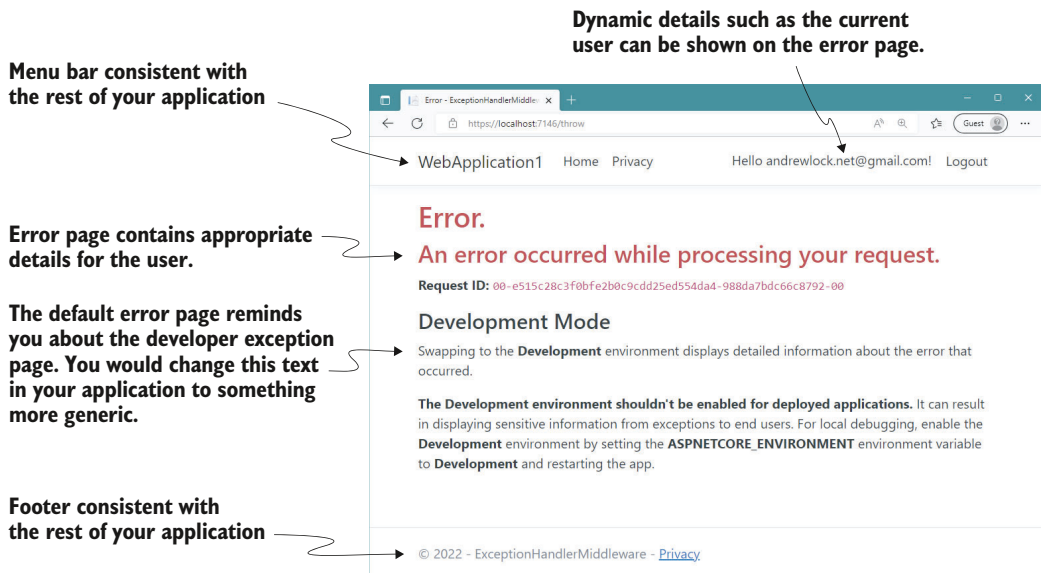 Dynamic details such as the current
user can be shown on the error page.
Menu bar consistent with
the rest of your application
Error - ExceptionHandlerMiddle
https://localhost:7146/throw
Guest
WebApplication1 Home Privacy Hello andrewlock.net@gmail.com! Logout
Error page contains appropriate
details for the user.
Error.
An error occurred while processing your request.
Request ID: 00-e515c28c3f0bfe2b0c9cdd25ed554da4-988da7bdc66c8792-00
The default error page reminds
you about the developer exception
page. You would change this text
in your application to something
more generic.
Development Mode
Swapping to the Development environment displays detailed information about the error that
occurred.
The Development environment shouldn't be enabled for deployed applications. It can result
in displaying sensitive information from exceptions to end users. For local debugging, enable the
Development environment by setting the ASPNETCORE_ENVIRONMENT environment variable
to Development and restarting the app.
Footer consistent with
the rest of your application
© 2022 - ExceptionHandlerMiddleware - Privacy